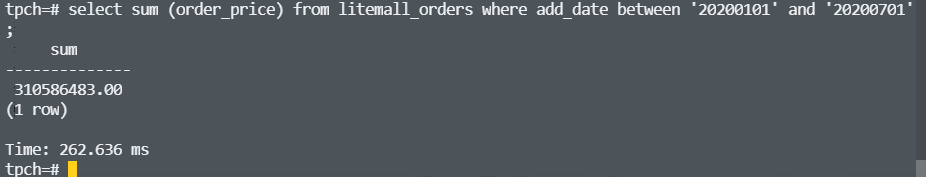 tpch=# select sum (order_price) from litemall_orders where add_date between '20200101' and '20200701'
;
sum
--------------
310586483.00
(1 row)
Time: 262.636 ms
tpch=#